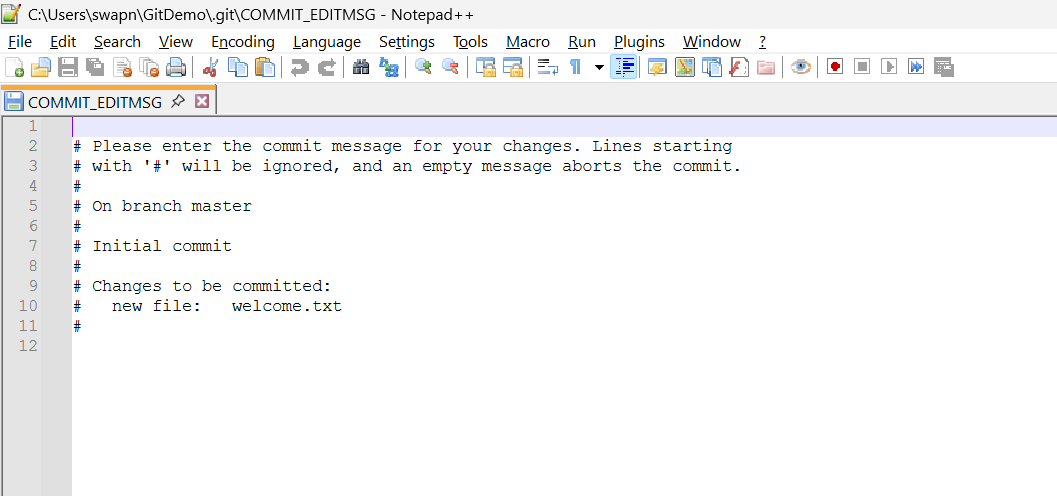 C:\Users\swapn\GitDemo\.git\COMMIT_EDITMSG - Notepad++
File Edit Search View Encoding Language Settings Tools Macro Run Plugins Window ?
COMMIT_EDITMSG
1
2 # Please enter the commit message for your changes. Lines starting
3 # with '#' will be ignored, and an empty message aborts the commit.
4 #
5 # On branch master
6 #
7 # Initial commit
8 #
9 # Changes to be committed:
10 #   new file:   welcome.txt
11 #
12